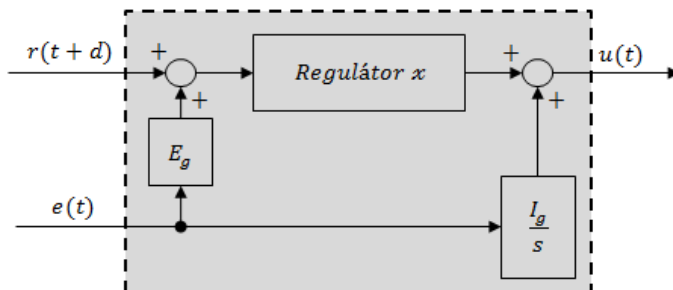 r(t + d)
+
+
Regulátor x
+
+
u(t)
E_g
e(t)
I_g
s